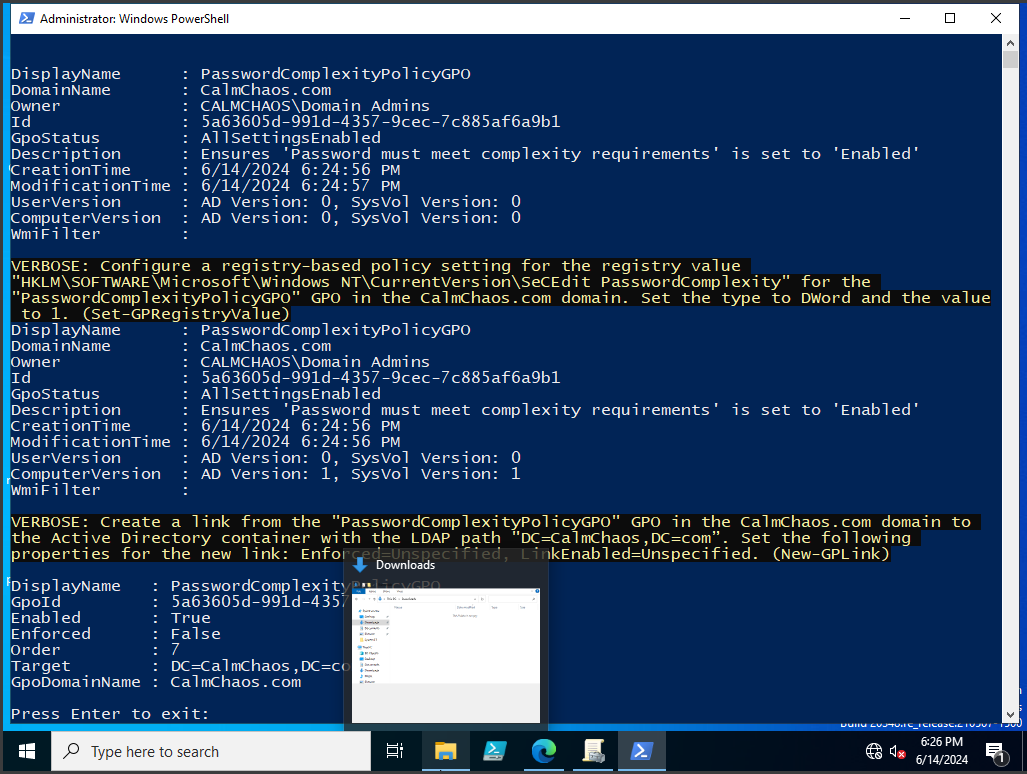 Administrator: Windows PowerShell
DisplayName : PasswordComplexityPolicyGPO
DomainName : CalmChaos.com
Owner : CALMCHAOS\Domain Admins
Id : 5a63605d-991d-4357-9cec-7c885af6a9b1
GpoStatus : AllSettingsEnabled
Description : Ensures 'Password must meet complexity requirements' is set to 'Enabled'
CreationTime : 6/14/2024 6:24:56 PM
ModificationTime : 6/14/2024 6:24:57 PM
UserVersion : AD Version: 0, SysVol Version: 0
ComputerVersion : AD Version: 0, SysVol Version: 0
WmiFilter :
VERBOSE: Configure a registry-based policy setting for the registry value
"HKLM\SOFTWARE\Microsoft\Windows NT\CurrentVersion\SeCEdit PasswordComplexity" for the
"PasswordComplexityPolicyGPO" GPO in the CalmChaos.com domain. Set the type to DWord and the value
to 1. (Set-GPRegistryValue)
DisplayName : PasswordComplexityPolicyGPO
DomainName : CalmChaos.com
Owner : CALMCHAOS\Domain Admins
Id : 5a63605d-991d-4357-9cec-7c885af6a9b1
GpoStatus : AllSettingsEnabled
Description : Ensures 'Password must meet complexity requirements' is set to 'Enabled'
CreationTime : 6/14/2024 6:24:56 PM
ModificationTime : 6/14/2024 6:24:56 PM
UserVersion : AD Version: 0, SysVol Version: 0
ComputerVersion : AD Version: 1, SysVol Version: 1
WmiFilter :
VERBOSE: Create a link from the "PasswordComplexityPolicyGPO" GPO in the CalmChaos.com domain to
the Active Directory container with the LDAP path "DC=CalmChaos,DC=com". Set the following
properties for the new link: Enforced=Unspecified, LinkEnabled=Unspecified. (New-GPLink)
Downloads
DisplayName : PasswordComplexityPolicyGPO
GpoId : 5a63605d-991d-4357
Enabled : True
Enforced : False
Order : 7
Target : DC=CalmChaos,DC=co
GpoDomainName : CalmChaos.com
Press Enter to exit:
Type here to search
6:26 PM
6/14/2024
1